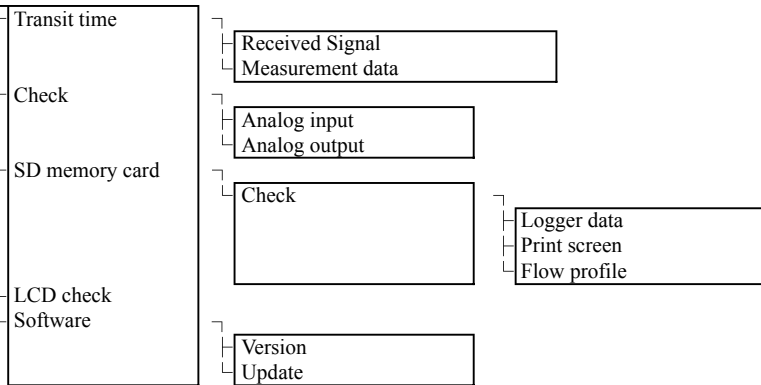 Transit time
Received Signal
Measurement data
Check
Analog input
Analog output
SD memory card
Check
Logger data
Print screen
Flow profile
LCD check
Software
Version
Update